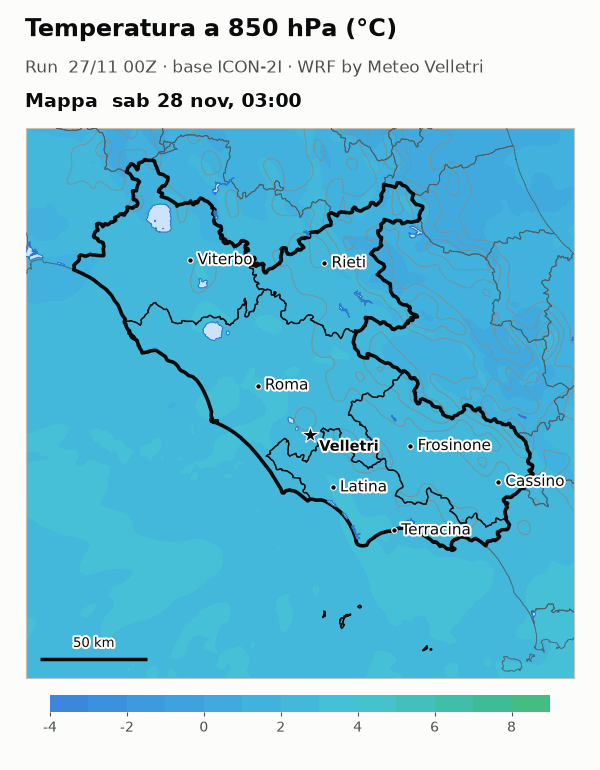 Temperatura a 850 hPa (°C)
Run  27/11 00Z · base ICON-2I · WRF by Meteo Velletri
Mappa  sab 28 nov, 03:00
Viterbo
Rieti
Roma
Velletri
Frosinone
Latina
Cassino
Terracina
50 km
-4 -2 0 2 4 6 8